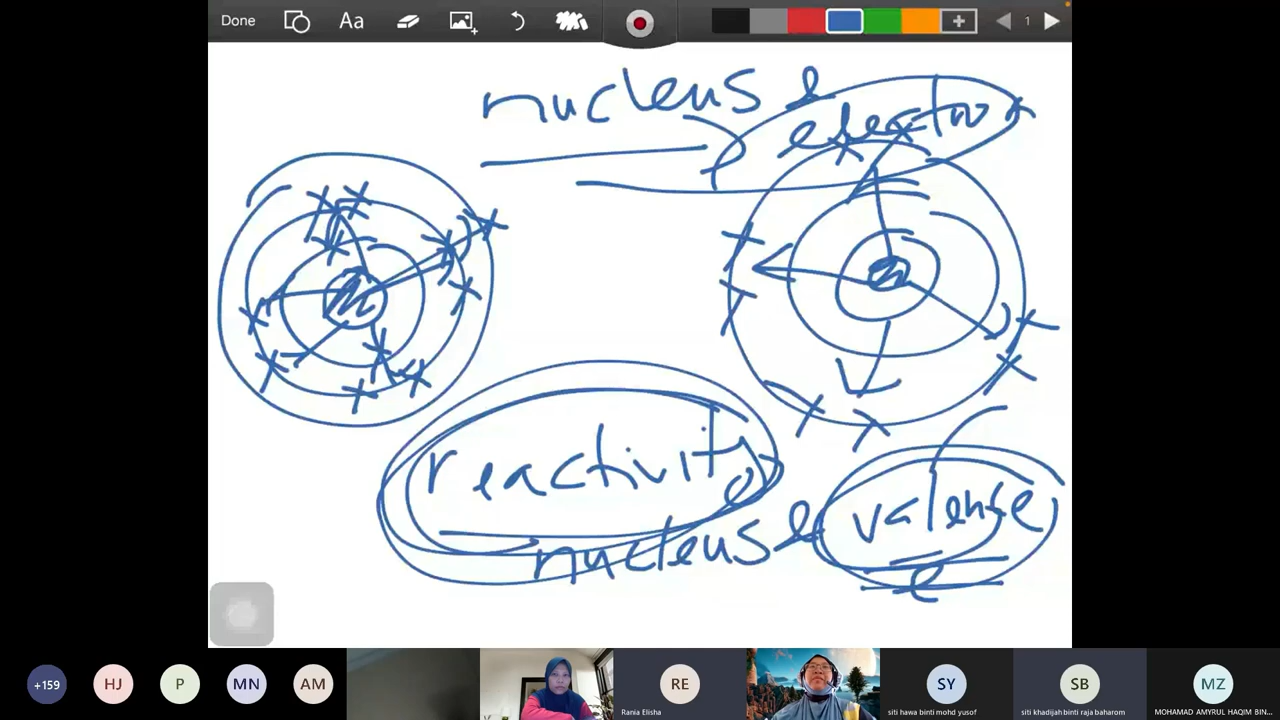 Done
Aa
1
nucleus &
electron
reactivity
nucleus & valence
e
+159
HJ
P
MN
AM
RE
Rania Elisha
SY
siti hawa binti mohd yusof
SB
siti khadijah binti raja baharom
MZ
MOHAMAD AMYRUL HAQIM BIN...